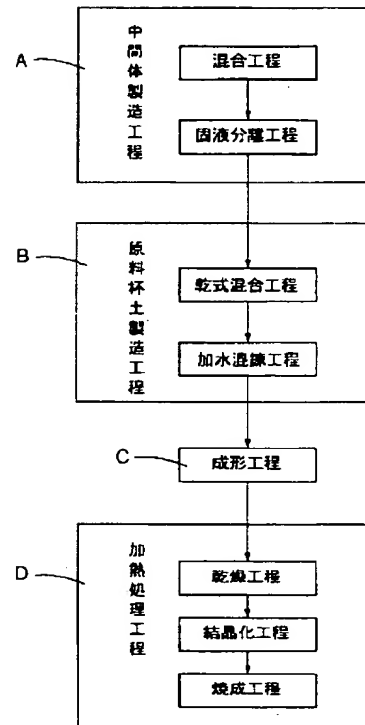 A
中間体製造工程
混合工程
固液分離工程
B
原料杯土製造工程
乾式混合工程
加水混練工程
C
成形工程
D
加熱処理工程
乾燥工程
結晶化工程
焼成工程